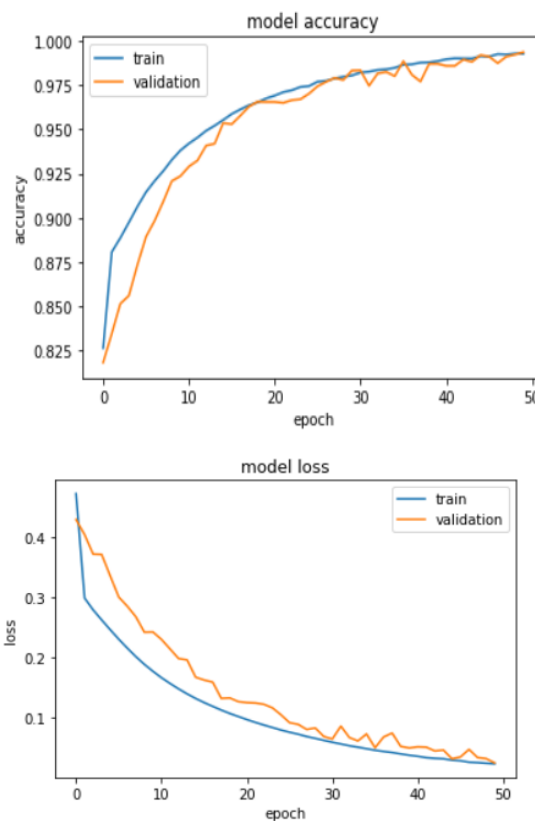 model accuracy
1.000
train
validation
0.975
0.950
0.925
0.900
0.875
0.850
0.825
accuracy
0 10 20 30 40 50
epoch
model loss
train
validation
0.4
0.3
0.2
0.1
loss
0 10 20 30 40 50
epoch